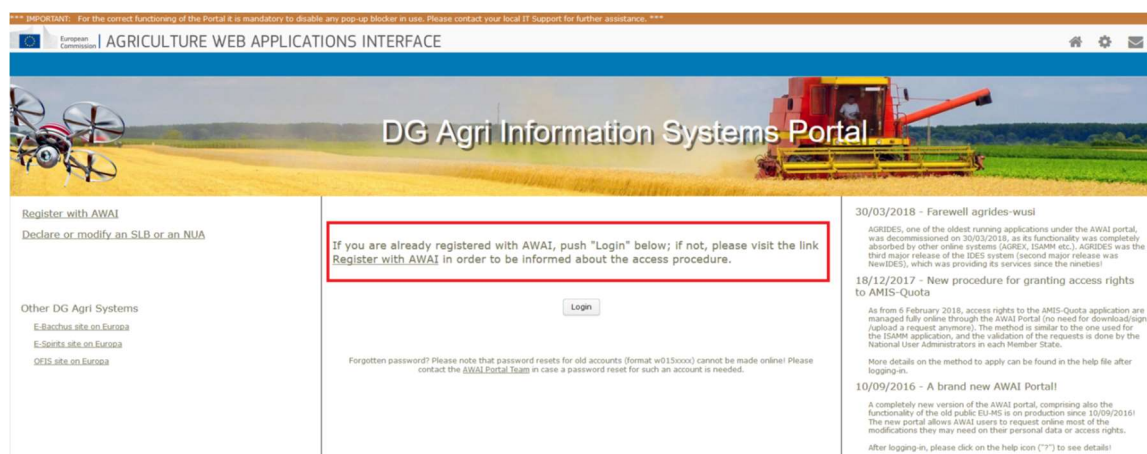 *** IMPORTANT: For the correct functioning of the Portal it is mandatory to disable any pop-up blocker in use. Please contact your local IT Support for further assistance. ***
European
Commission
AGRICULTURE WEB APPLICATIONS INTERFACE
DG Agri Information Systems Portal
Register with AWAI
Declare or modify an SLB or an NUA
Other DG Agri Systems
E-Bacchus site on Europa
E-Spirits site on Europa
OFIS site on Europa
If you are already registered with AWAI, push "Login" below; if not, please visit the link
Register with AWAI in order to be informed about the access procedure.
Login
Forgotten password? Please note that password resets for old accounts (format w015xxxx) cannot be made online! Please
contact the AWAI Portal Team in case a password reset for such an account is needed.
30/03/2018 - Farewell agrides-wusi
AGRIDES, one of the oldest running applications under the AWAI portal,
was decommissioned on 30/03/2018, as its functionality was completely
absorbed by other online systems (AGREX, ISAMM etc.). AGRIDES was the
third major release of the IDES system (second major release was
NewIDES), which was providing its services since the nineties!
18/12/2017 - New procedure for granting access rights
to AMIS-Quota
As from 6 February 2018, access rights to the AMIS-Quota application are
managed fully online through the AWAI Portal (no need for download/sign
/upload a request anymore). The method is similar to the one used for
the ISAMM application, and the validation of the requests is done by the
National User Administrators in each Member State.
More details on the method to apply can be found in the help file after
logging-in.
10/09/2016 - A brand new AWAI Portal!
A completely new version of the AWAI portal, comprising also the
functionality of the old public EU-MS is on production since 10/09/2016!
The new portal allows AWAI users to request online most of the
modifications they may need on their personal data or access rights.
After logging-in, please click on the help icon ("?") to see details!